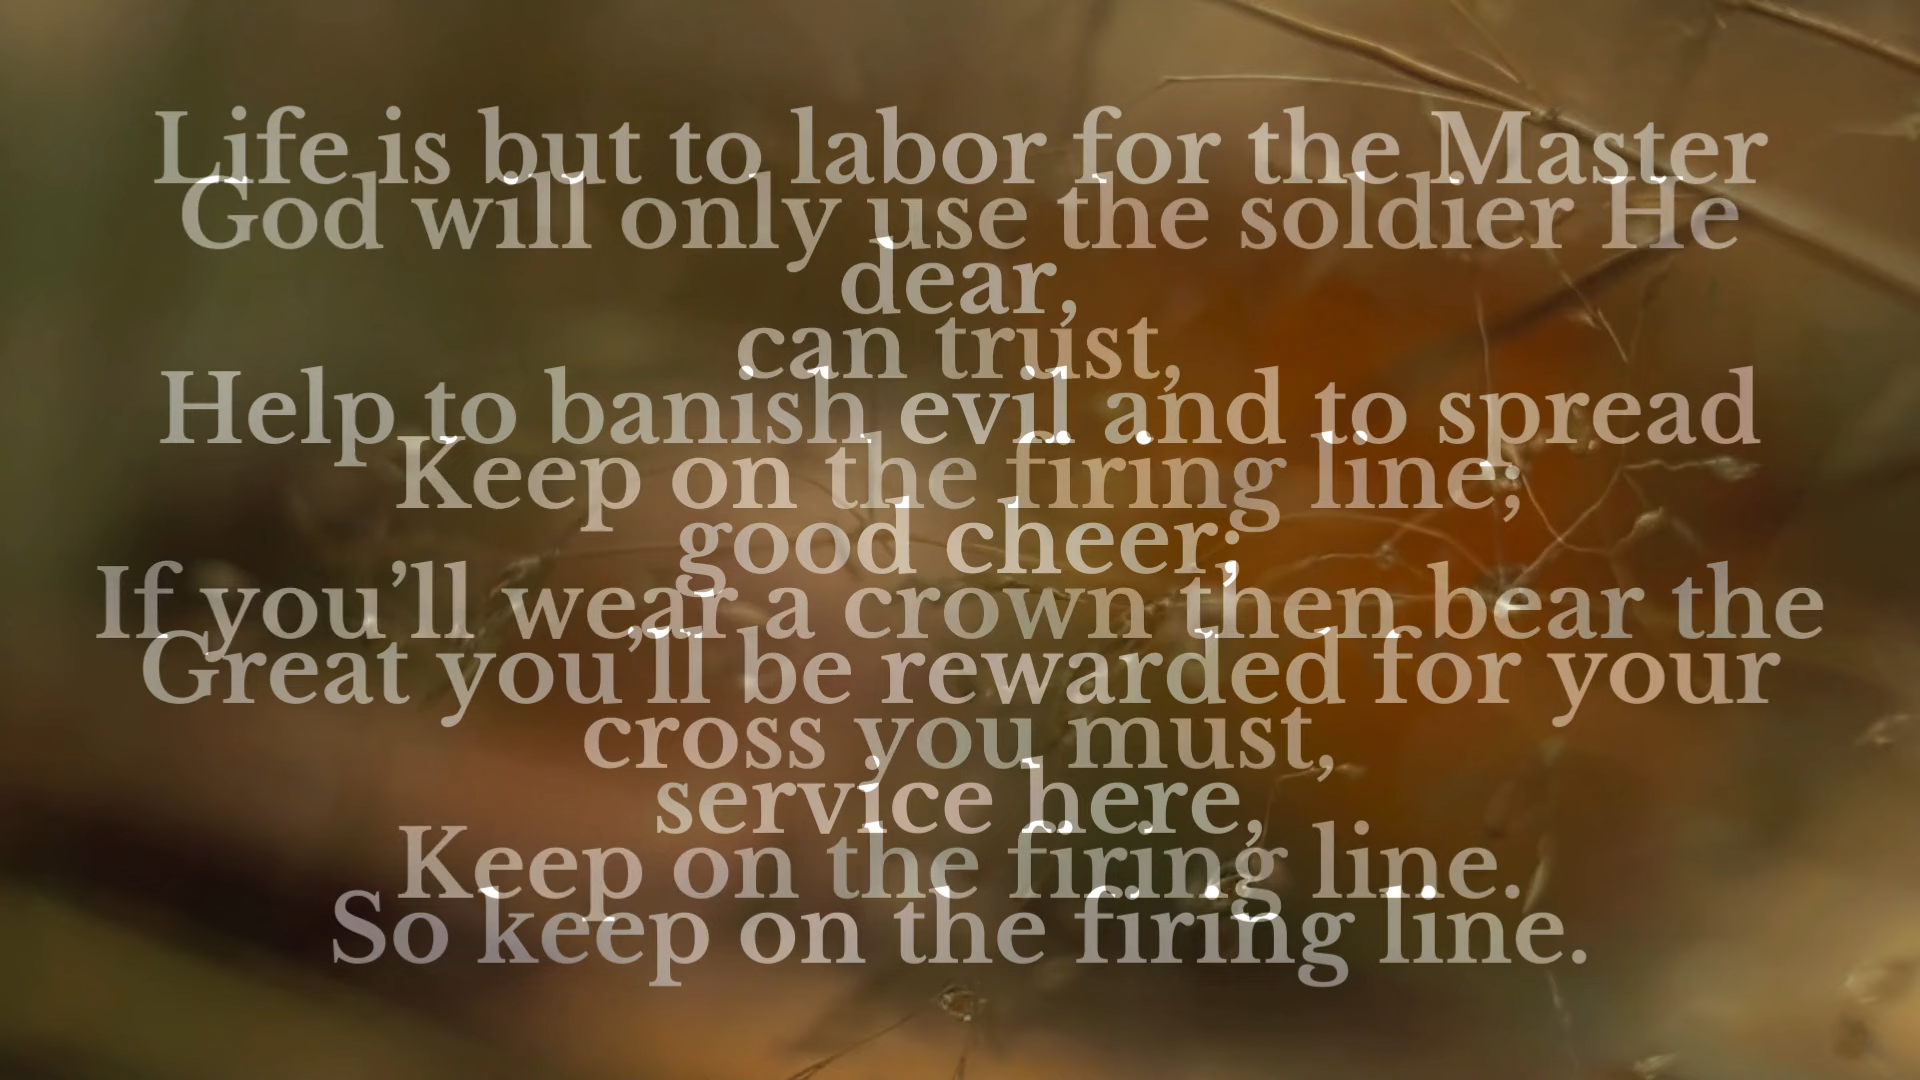 Life is but to labor for the Master
God will only use the soldier He
dear,
can trust,
Help to banish evil and to spread
Keep on the firing line;
good cheer;
If you’ll wear a crown then bear the
Great you’ll be rewarded for your
cross you must,
service here,
Keep on the firing line.
So keep on the firing line.